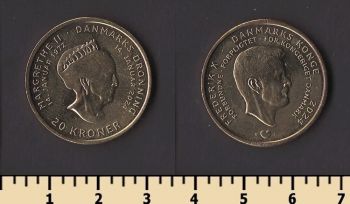 MARGRETHE II · DANMARKS DRONNING
14. JANUAR 1972 14. JANUAR 2024
20 KRONER
FREDERIK X · DANMARKS KONGE 2024
FORBUNDNE · FORPLIGTET · FOR KONGERIGET DANMARK
1 2 3 4 5 6 7